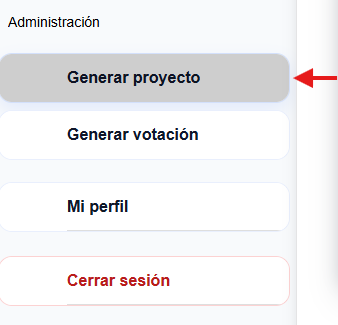 Administración
Generar proyecto
Generar votación
Mi perfil
Cerrar sesión